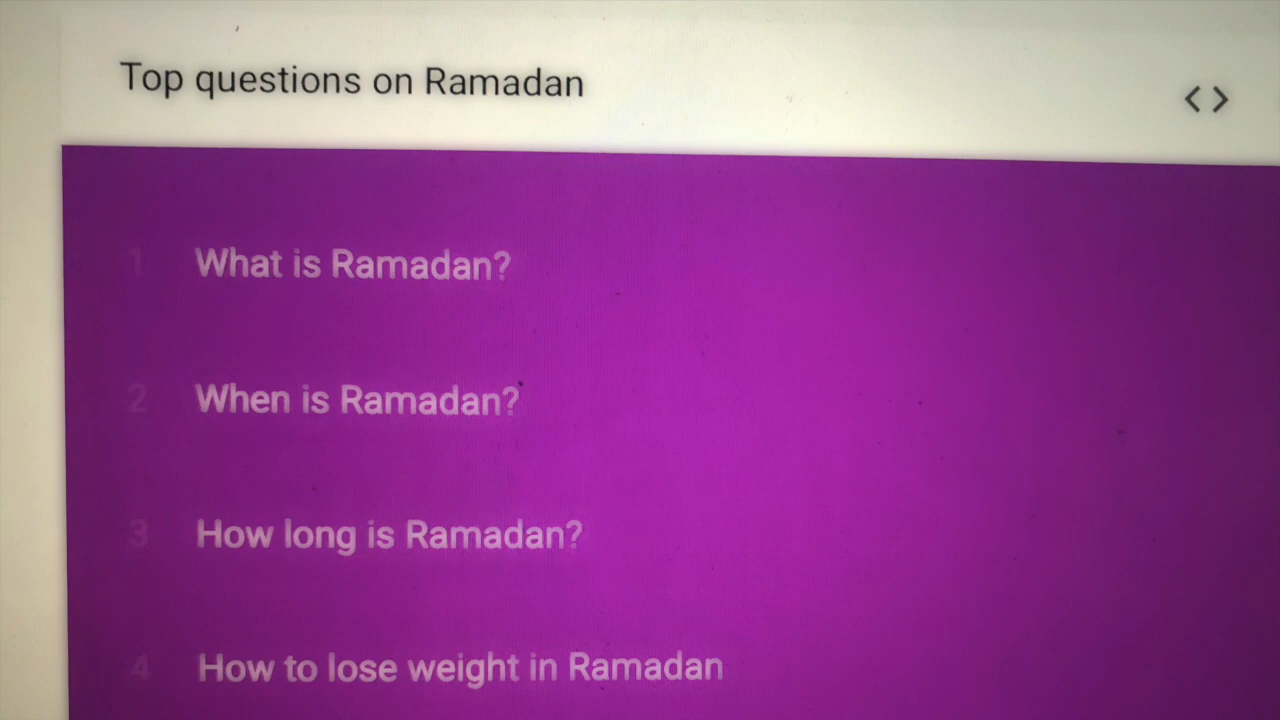 Top questions on Ramadan
< >
1 What is Ramadan?
2 When is Ramadan?
3 How long is Ramadan?
4 How to lose weight in Ramadan